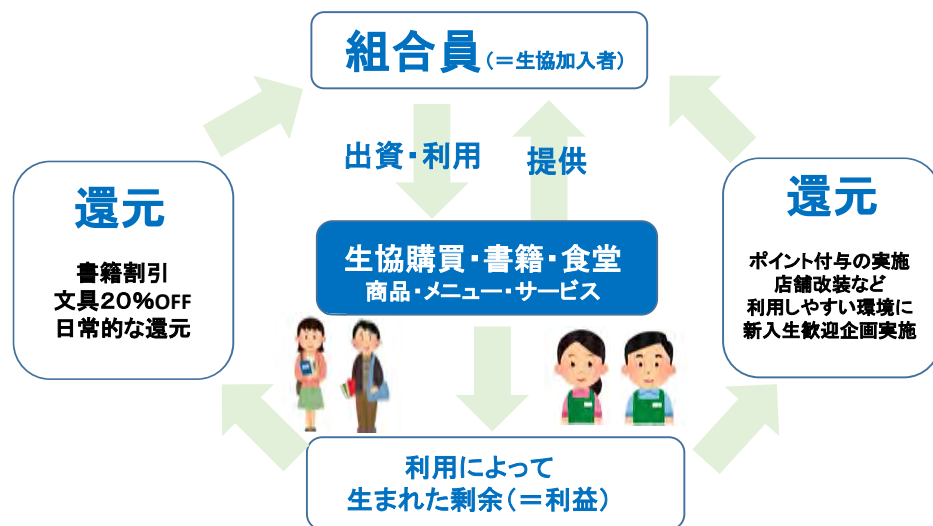 組合員(＝生協加入者)
出資・利用
提供
還元
書籍割引
文具20%OFF
日常的な還元
生協購買・書籍・食堂
商品・メニュー・サービス
還元
ポイント付与の実施
店舗改装など
利用しやすい環境に
新入生歓迎企画実施
利用によって
生まれた剰余(＝利益)